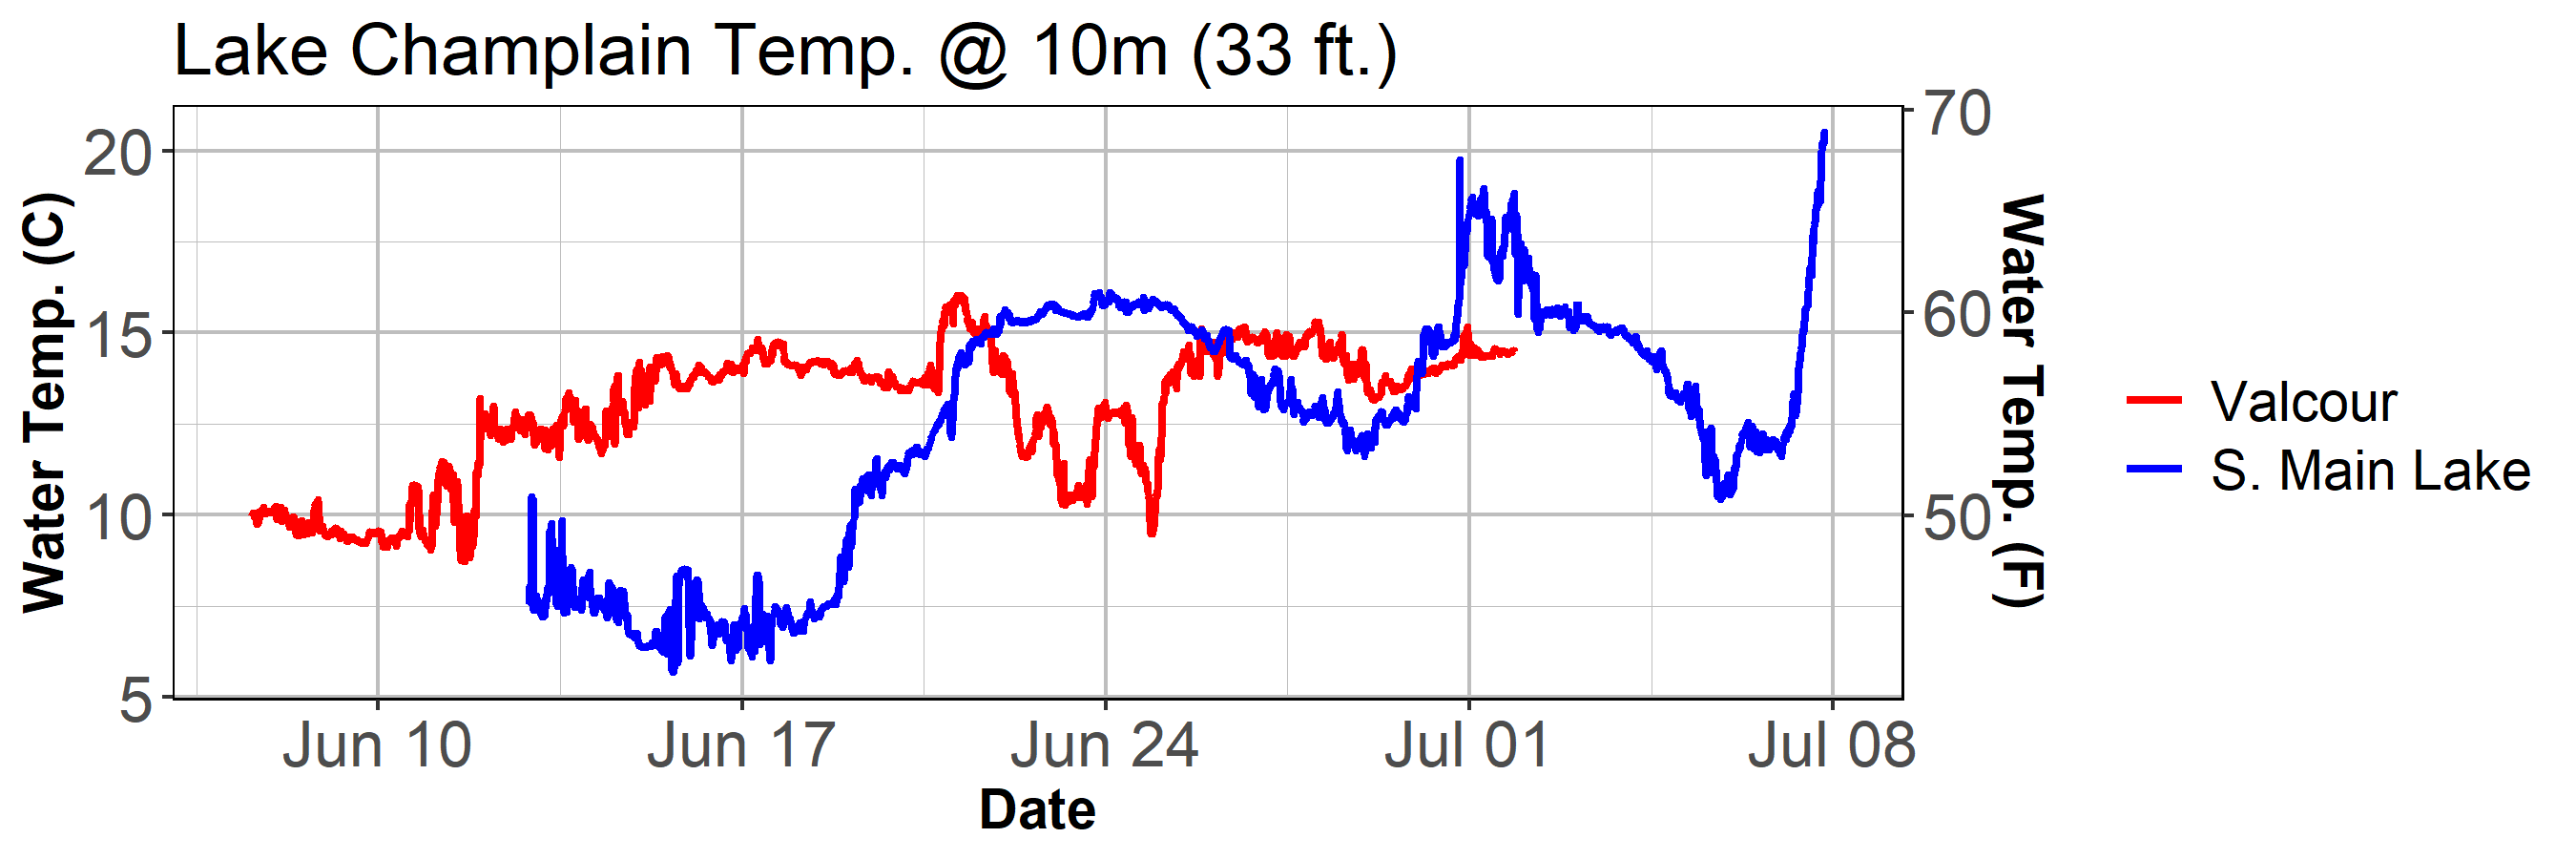 Lake Champlain Temp. @ 10m (33 ft.)
Water Temp. (C)
20
15
10
5
70
60
50
Water Temp. (F)
Jun 10
Jun 17
Jun 24
Jul 01
Jul 08
Date
Valcour
S. Main Lake